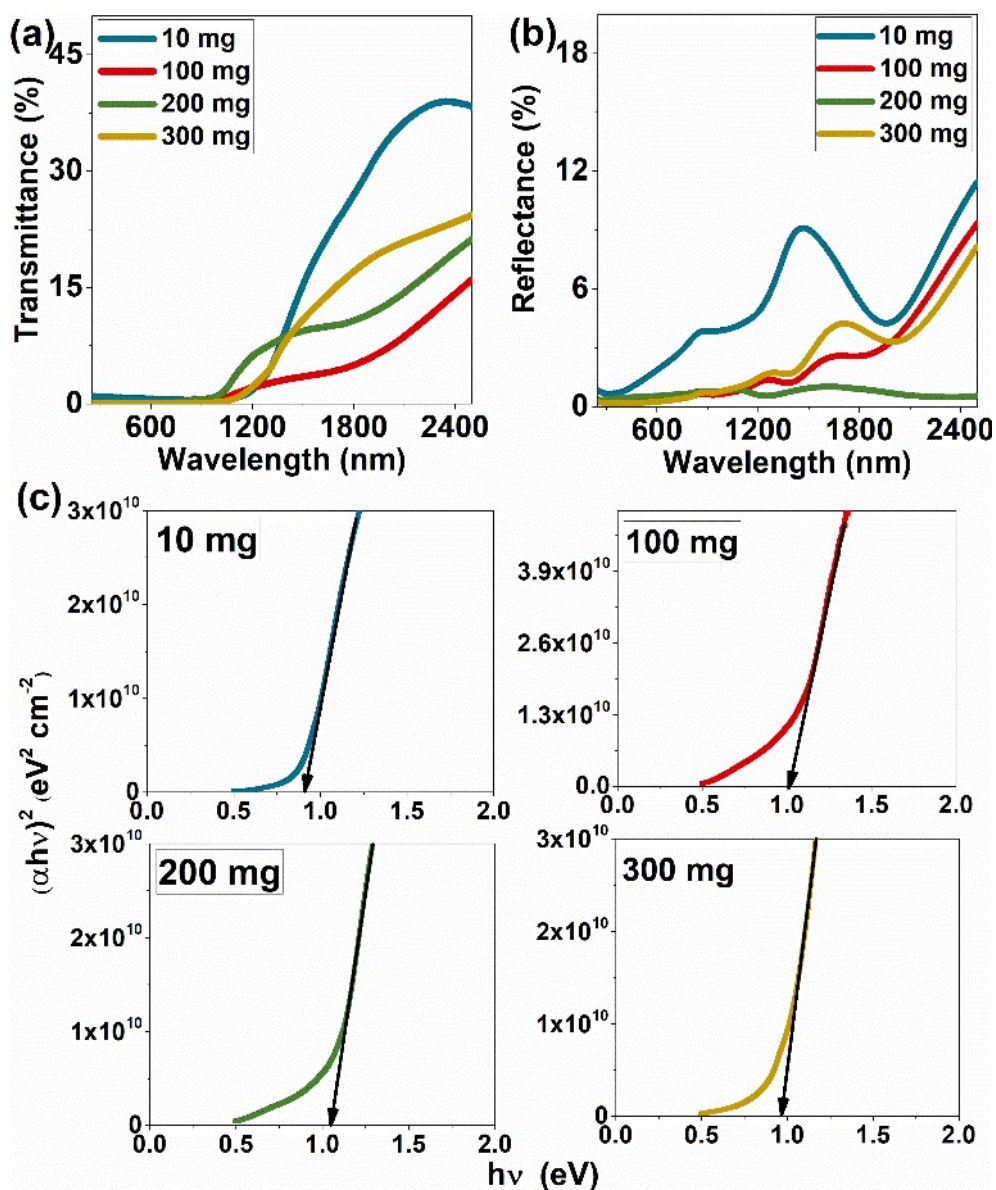 (a)
10 mg
100 mg
200 mg
300 mg
45
30
15
0
Transmittance (%)
600 1200 1800 2400
Wavelength (nm)
(b)
10 mg
100 mg
200 mg
300 mg
18
12
6
0
Reflectance (%)
600 1200 1800 2400
Wavelength (nm)
(c)
10 mg
3x10¹⁰
2x10¹⁰
1x10¹⁰
0
0.0 0.5 1.0 1.5 2.0
100 mg
3.9x10¹⁰
2.6x10¹⁰
1.3x10¹⁰
0.0
0.0 0.5 1.0 1.5 2.0
200 mg
3x10¹⁰
2x10¹⁰
1x10¹⁰
0
0.0 0.5 1.0 1.5 2.0
300 mg
3x10¹⁰
2x10¹⁰
1x10¹⁰
0
0.0 0.5 1.0 1.5 2.0
(αhν)² (eV² cm⁻²)
hν (eV)